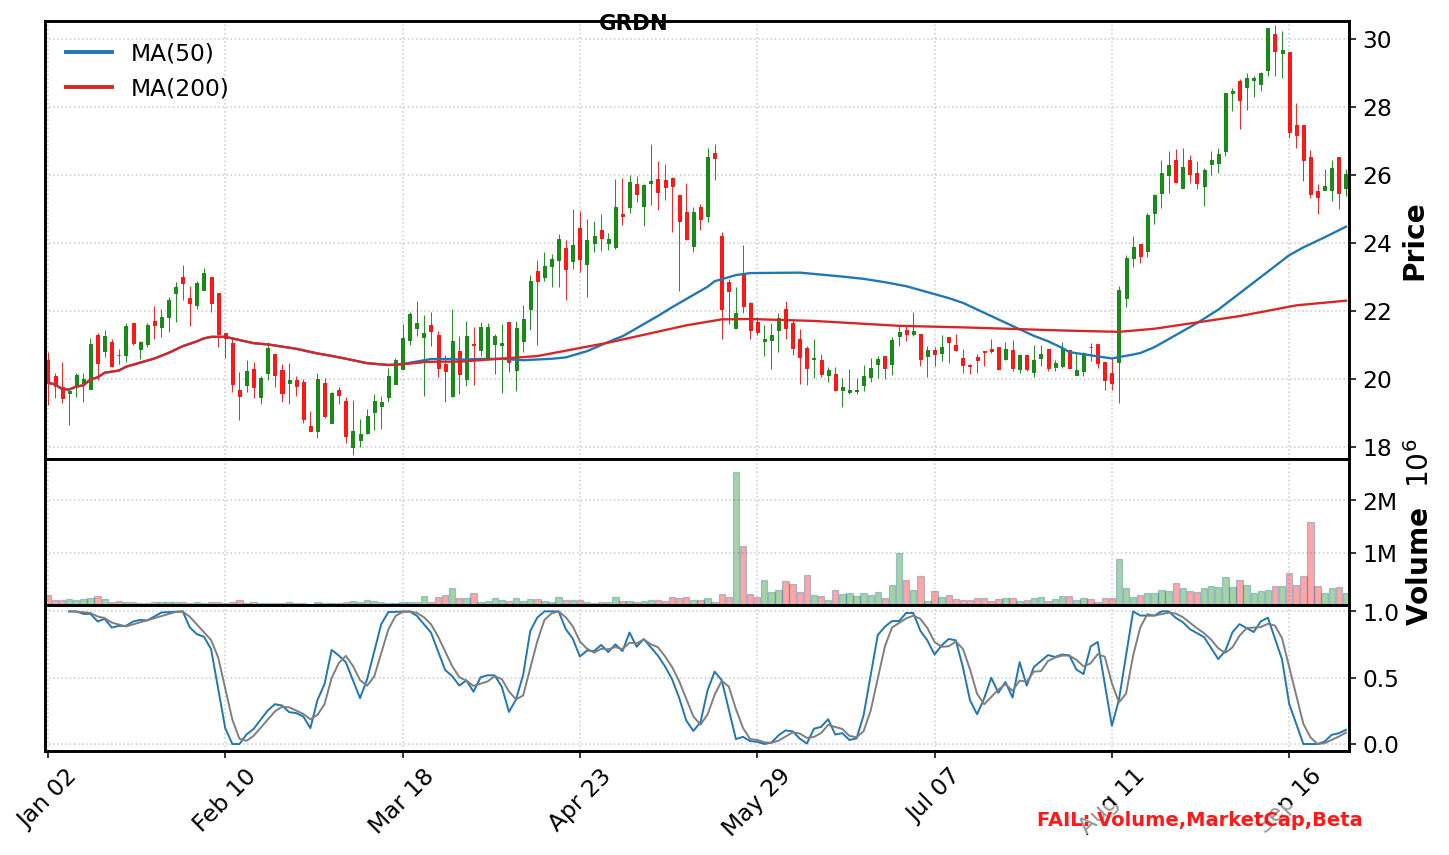 GRDN
MA(50)
MA(200)
30
28
26
24
22
20
18
Price
10^6
2M
1M
Volume
1.0
0.5
0.0
Jan 02
Feb 10
Mar 18
Apr 23
May 29
Jul 07
Aug 11
Sep 16
FAIL: Volume,MarketCap,Beta